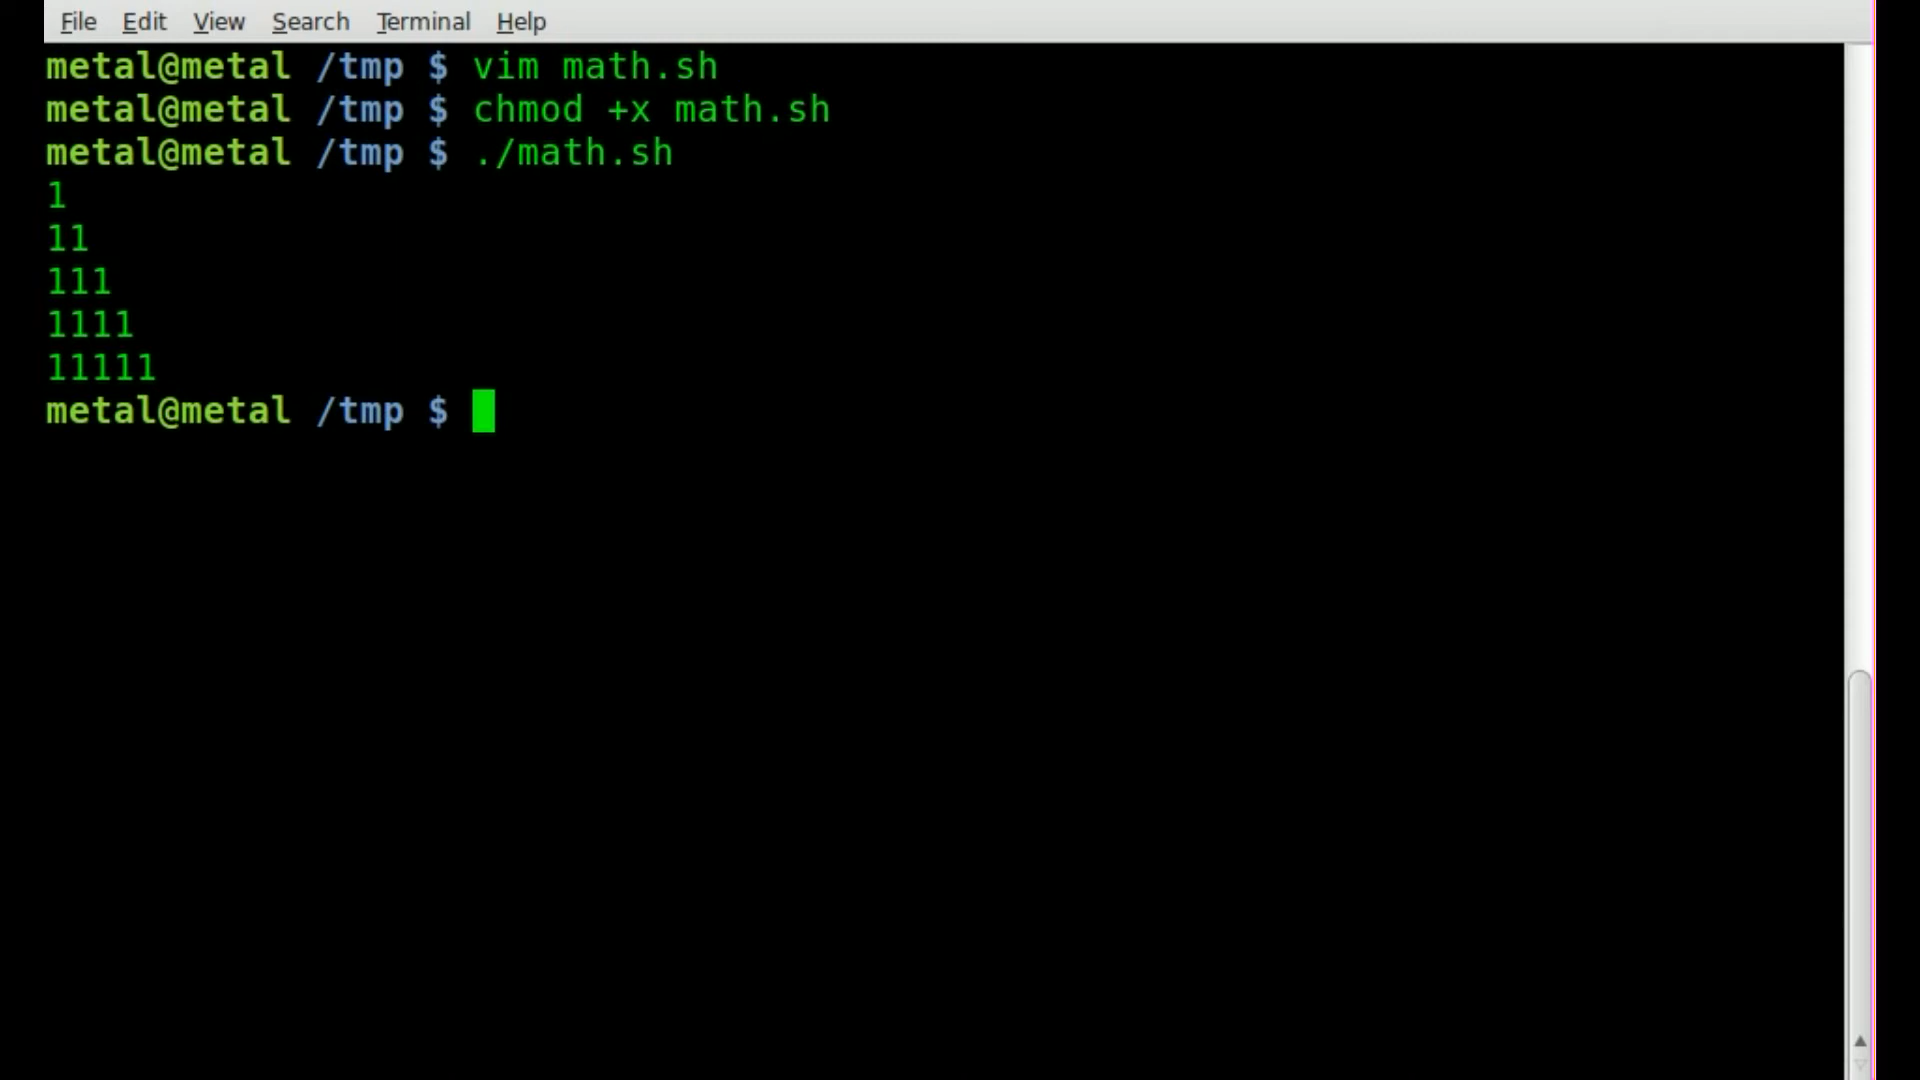 File Edit View Search Terminal Help
metal@metal /tmp $ vim math.sh
metal@metal /tmp $ chmod +x math.sh
metal@metal /tmp $ ./math.sh
1
11
111
1111
11111
metal@metal /tmp $